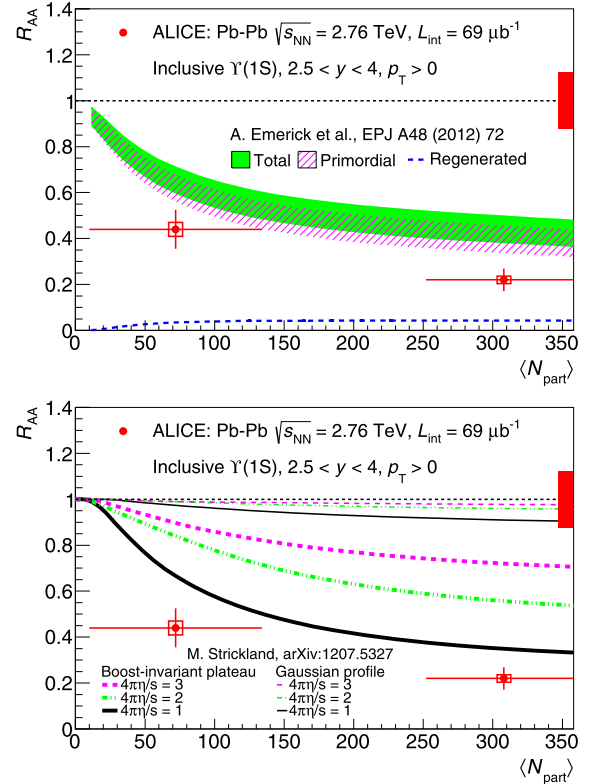 R_AA
1.4
ALICE: Pb-Pb √s_NN = 2.76 TeV, L_int = 69 μb⁻¹
1.2
Inclusive ϒ(1S), 2.5 < y < 4, p_T > 0
1
A. Emerick et al., EPJ A48 (2012) 72
0.8
Total Primordial Regenerated
0.6
0.4
0.2
0
0 50 100 150 200 250 300 350
⟨N_part⟩
R_AA
1.4
ALICE: Pb-Pb √s_NN = 2.76 TeV, L_int = 69 μb⁻¹
1.2
Inclusive ϒ(1S), 2.5 < y < 4, p_T > 0
1
0.8
0.6
0.4
M. Strickland, arXiv:1207.5327
Boost-invariant plateau Gaussian profile
4πη/s = 3 4πη/s = 3
0.2
4πη/s = 2 4πη/s = 2
4πη/s = 1 4πη/s = 1
0
0 50 100 150 200 250 300 350
⟨N_part⟩